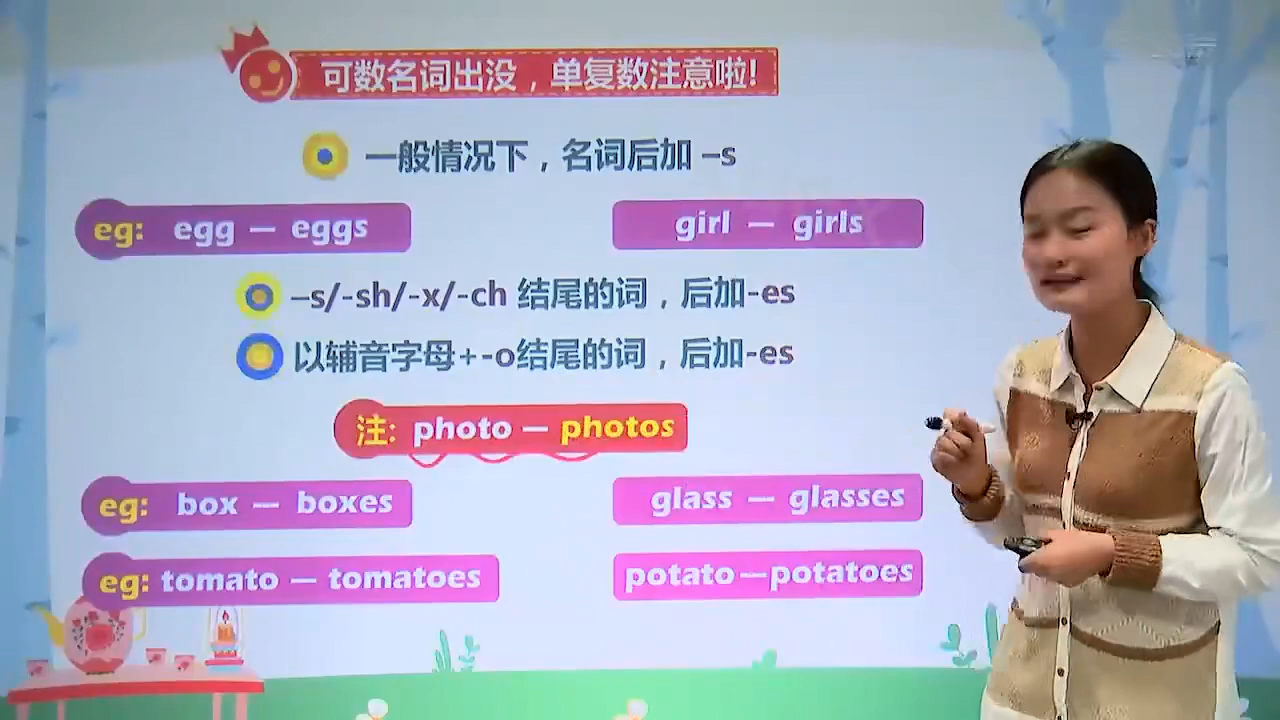 可数名词出没，单复数注意啦!
一般情况下，名词后加 –s
eg: egg — eggs
girl — girls
–s/-sh/-x/-ch 结尾的词，后加-es
以辅音字母+-o结尾的词，后加-es
注: photo — photos
eg: box — boxes
glass — glasses
eg: tomato — tomatoes
potato — potatoes